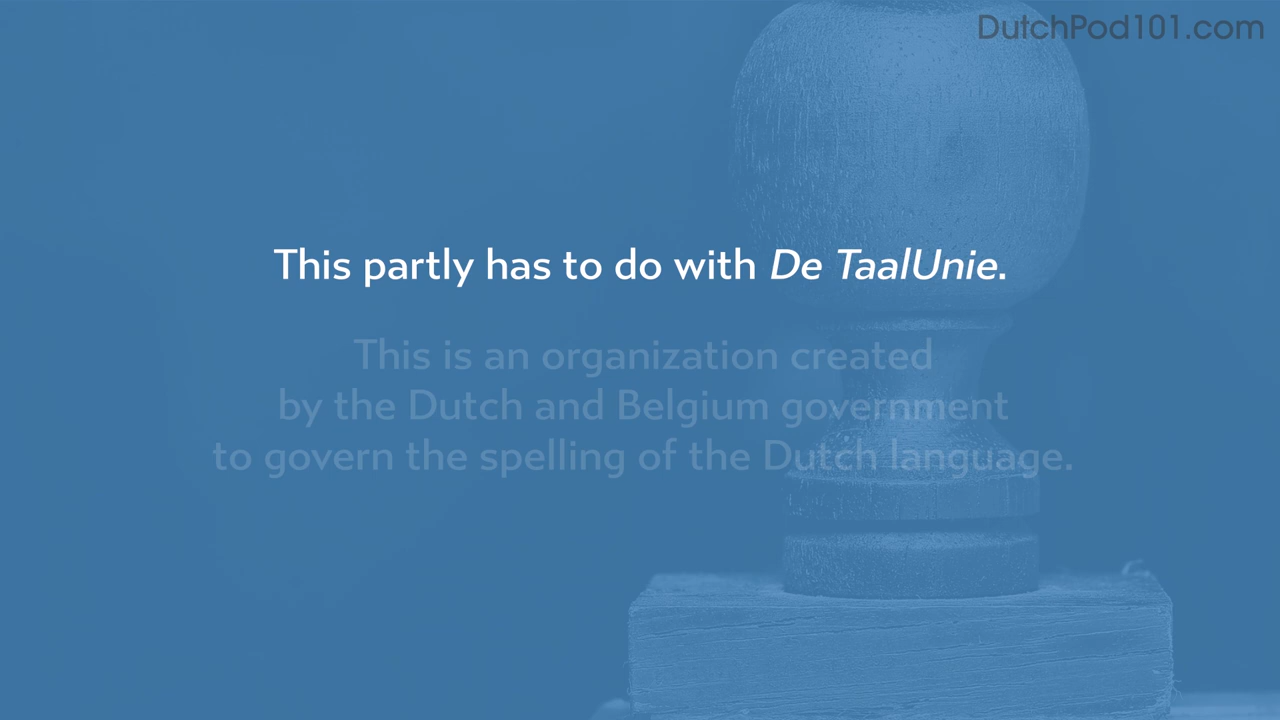 DutchPod101.com
This partly has to do with De TaalUnie.
This is an organization created
by the Dutch and Belgium government
to govern the spelling of the Dutch language.